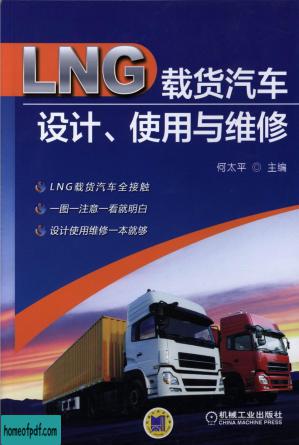 LNG 载货汽车
设计、使用与维修
何太平 ◎ 主编
LNG载货汽车全接触
一图一注意一看就明白
设计使用维修一本就够
机械工业出版社
CHINA MACHINE PRESS
homeofpdf.com